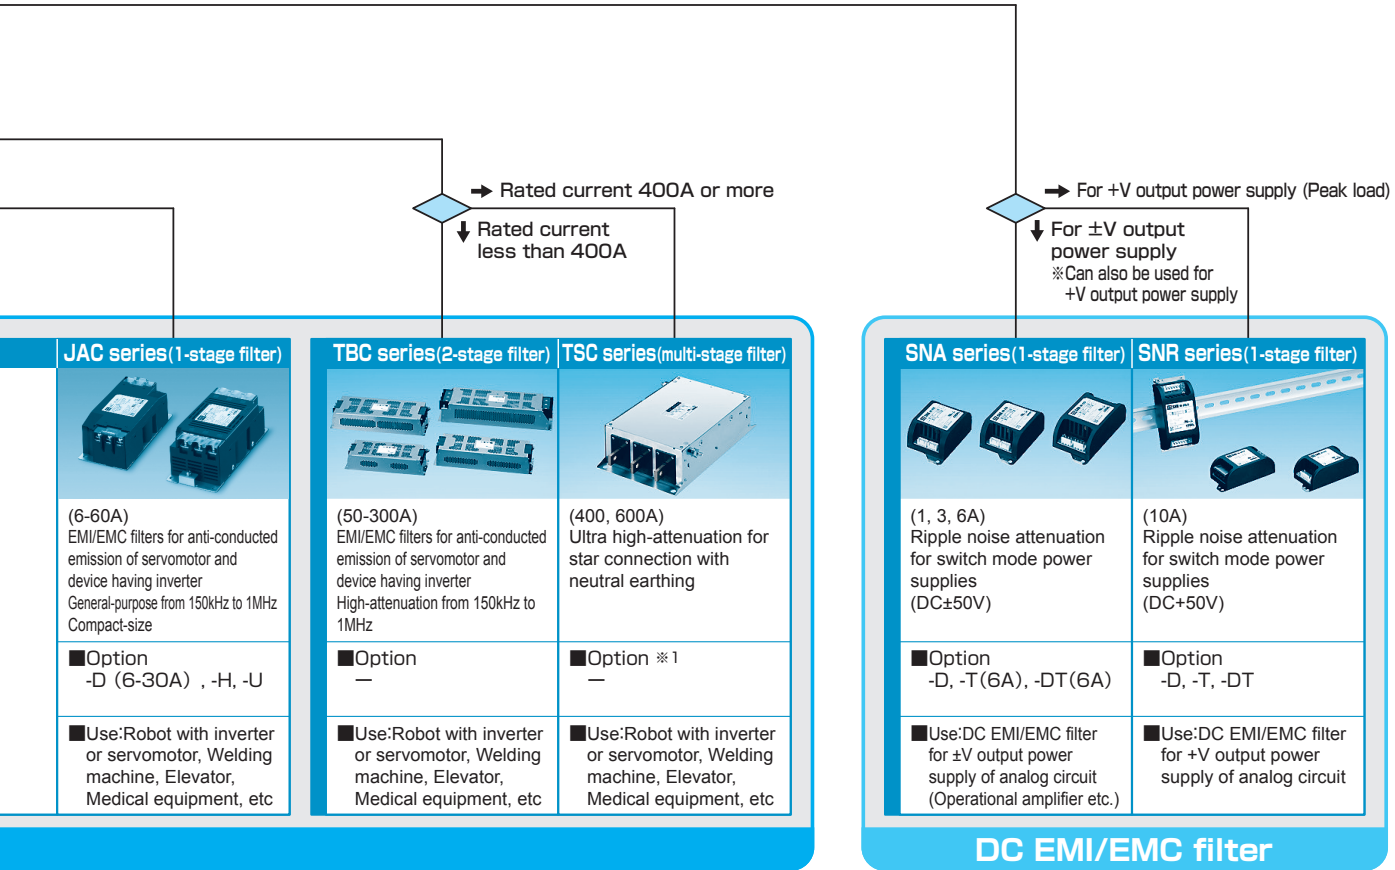 ➡ Rated current 400A or more
⬇ Rated current
less than 400A
➡ For +V output power supply (Peak load)
⬇ For ±V output
power supply
※Can also be used for
+V output power supply
JAC series(1-stage filter)
(6-60A)
EMI/EMC filters for anti-conducted
emission of servomotor and
device having inverter
General-purpose from 150kHz to 1MHz
Compact-size
■Option
-D (6-30A) , -H, -U
■Use:Robot with inverter
or servomotor, Welding
machine, Elevator,
Medical equipment, etc
TBC series(2-stage filter)
(50-300A)
EMI/EMC filters for anti-conducted
emission of servomotor and
device having inverter
High-attenuation from 150kHz to
1MHz
■Option
—
■Use:Robot with inverter
or servomotor, Welding
machine, Elevator,
Medical equipment, etc
TSC series(multi-stage filter)
(400, 600A)
Ultra high-attenuation for
star connection with
neutral earthing
■Option ※1
—
■Use:Robot with inverter
or servomotor, Welding
machine, Elevator,
Medical equipment, etc
SNA series(1-stage filter)
(1, 3, 6A)
Ripple noise attenuation
for switch mode power
supplies
(DC±50V)
■Option
-D, -T(6A), -DT(6A)
■Use:DC EMI/EMC filter
for ±V output power
supply of analog circuit
(Operational amplifier etc.)
SNR series(1-stage filter)
(10A)
Ripple noise attenuation
for switch mode power
supplies
(DC+50V)
■Option
-D, -T, -DT
■Use:DC EMI/EMC filter
for +V output power
supply of analog circuit
DC EMI/EMC filter